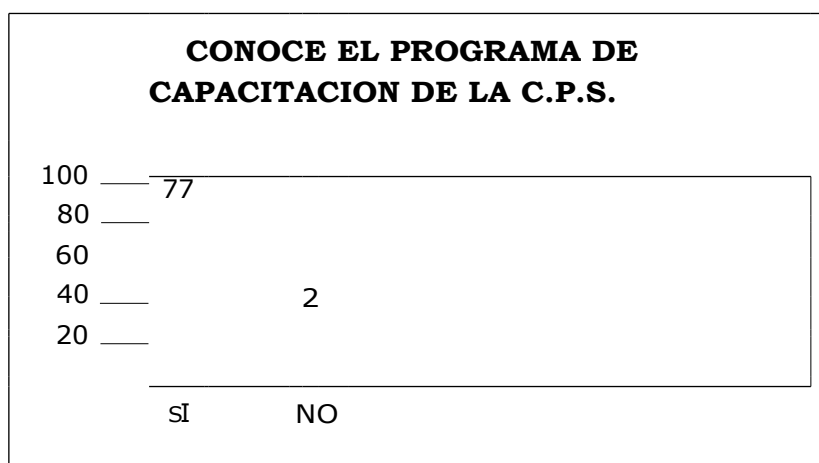 CONOCE EL PROGRAMA DE
CAPACITACION DE LA C.P.S.
100
77
80
60
40
2
20
sI NO